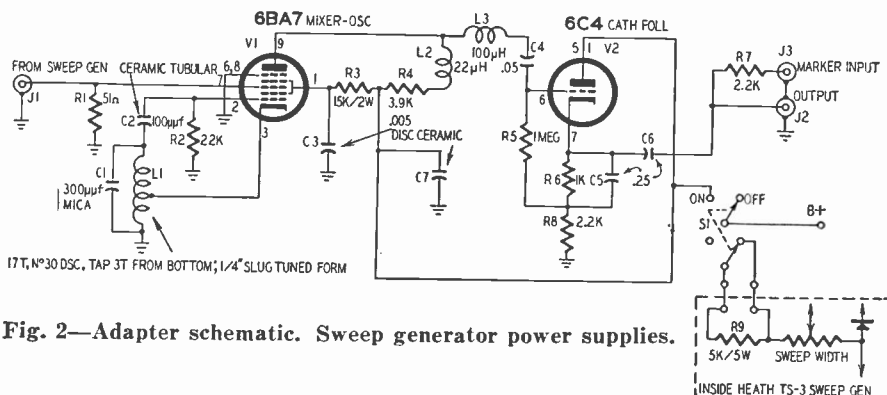 6BA7 MIXER-OSC
V1
9
6,8
7
2
3
1
FROM SWEEP GEN
J1
R1
51Ω
CERAMIC TUBULAR
C2
100µµf
R2
22K
C1
300µµf
MICA
L1
17T, Nº30 DSC, TAP 3T FROM BOTTOM; 1/4" SLUG TUNED FORM
R3
15K/2W
R4
3.9K
C3
.005
DISC CERAMIC
C7
L2
22µH
L3
100µH
C4
.05
6C4 CATH FOLL
5
1
V2
6
7
R5
1MEG
R6
1K
C5
.25
C6
R8
2.2K
R7
2.2K
J3
MARKER INPUT
OUTPUT
J2
ON
OFF
S1
B+
R9
5K/5W
SWEEP WIDTH
INSIDE HEATH TS-3 SWEEP GEN
Fig. 2—Adapter schematic. Sweep generator power supplies.